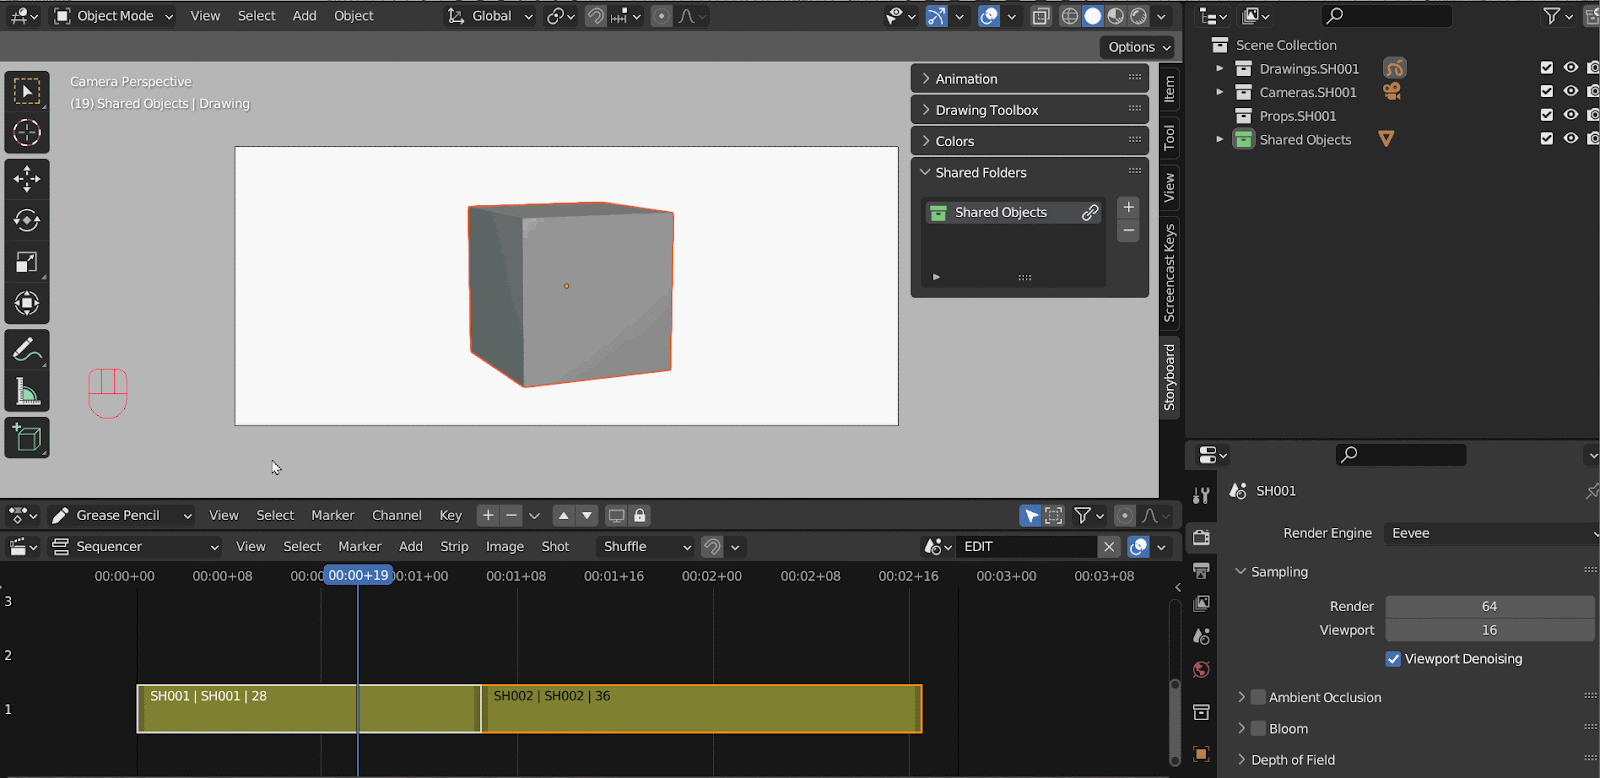 Object Mode View Select Add Object Global
Options
Camera Perspective
(19) Shared Objects | Drawing
Animation
Drawing Toolbox
Colors
Shared Folders
Shared Objects
Item
Tool
View
Screencast Keys
Storyboard
Scene Collection
Drawings.SH001
Cameras.SH001
Props.SH001
Shared Objects
Grease Pencil View Select Marker Channel Key
Sequencer View Select Marker Add Strip Image Shot Shuffle EDIT
00:00+00 00:00+08 00:00 00:00+19 00:01+00 00:01+08 00:01+16 00:02+00 00:02+08 00:02+16 00:03+00 00:03+08
3
2
1
SH001 | SH001 | 28
SH002 | SH002 | 36
SH001
Render Engine Eevee
Sampling
Render 64
Viewport 16
Viewport Denoising
Ambient Occlusion
Bloom
Depth of Field